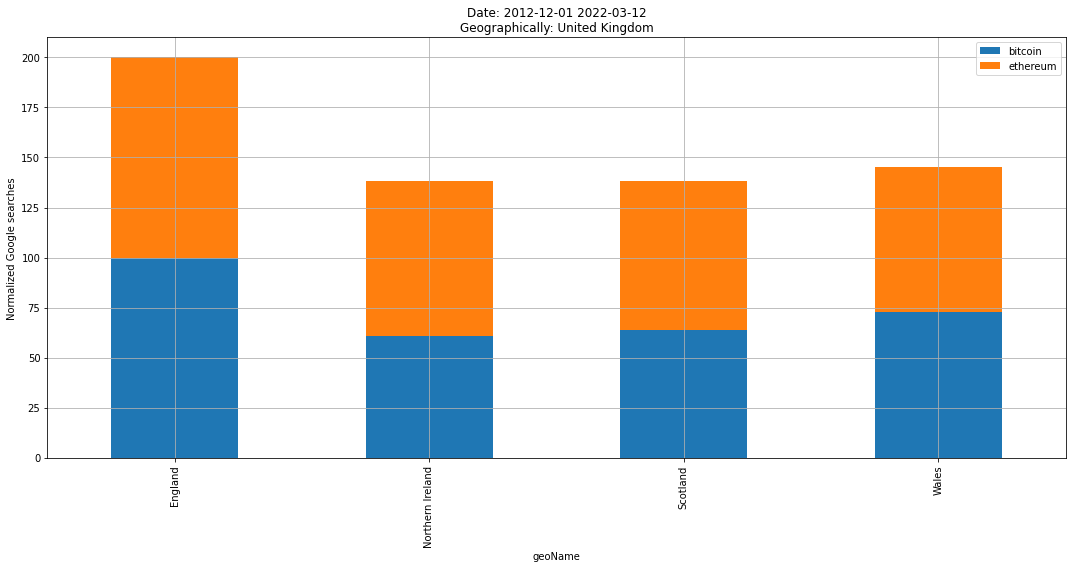 Date: 2012-12-01 2022-03-12
Geographically: United Kingdom
bitcoin
ethereum
Normalized Google searches
200
175
150
125
100
75
50
25
0
England
Northern Ireland
Scotland
Wales
geoName